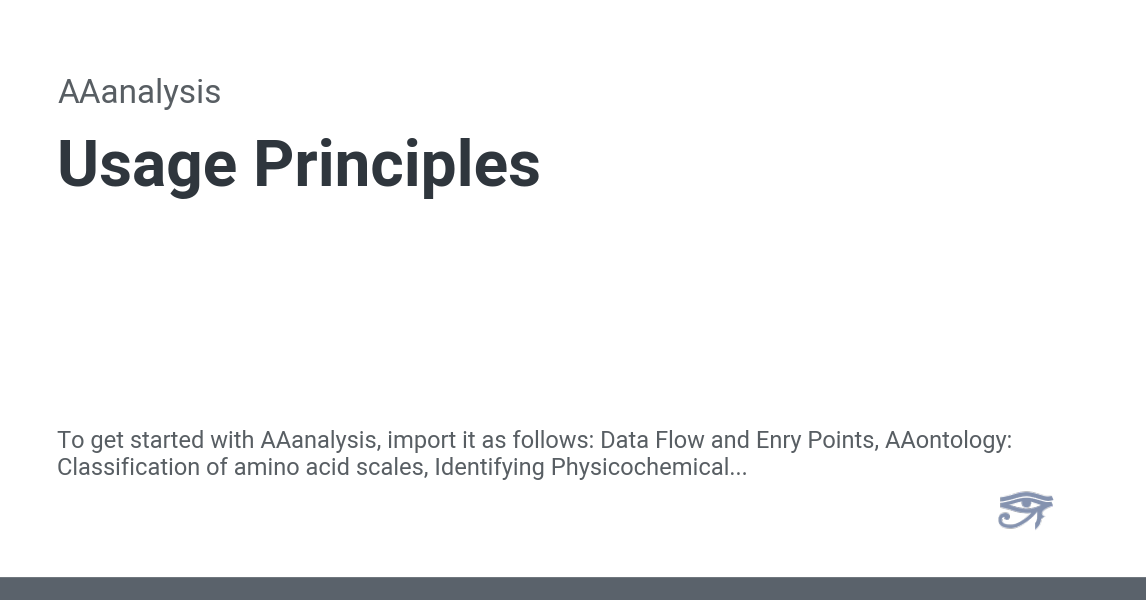 AAanalysis
Usage Principles
To get started with AAanalysis, import it as follows: Data Flow and Enry Points, AAontology:
Classification of amino acid scales, Identifying Physicochemical...